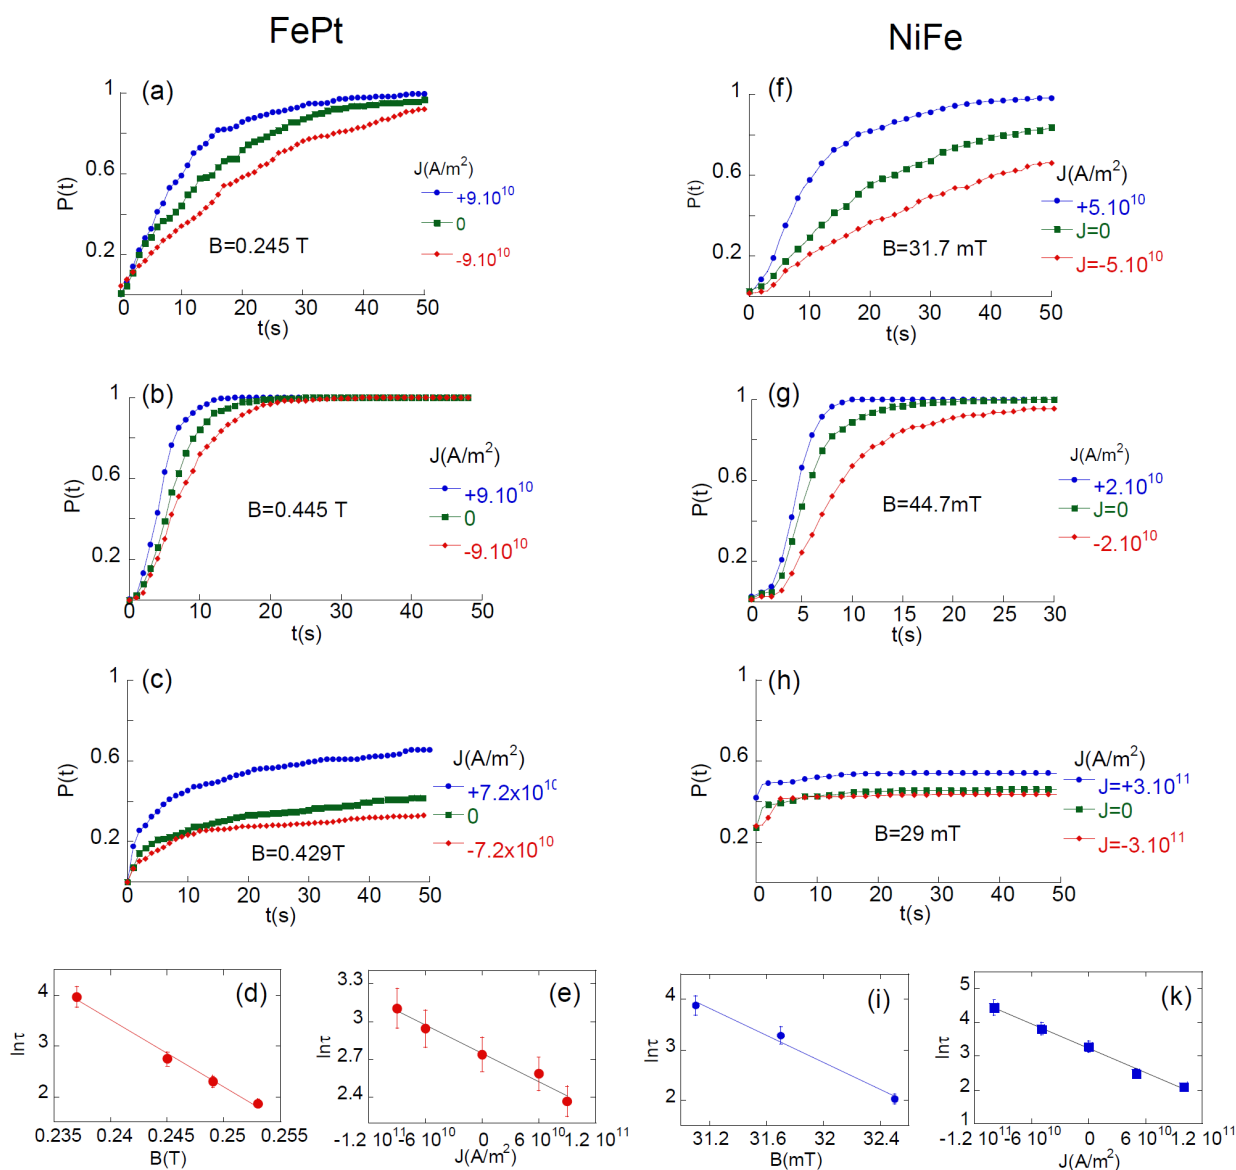 FePt
NiFe
(a)
1
0.6
0.2
P(t)
J(A/m²)
+9.10¹⁰
0
-9.10¹⁰
B=0.245 T
0 10 20 30 40 50
t(s)
(f)
1
0.6
0.2
P(t)
J(A/m²)
+5.10¹⁰
J=0
J=-5.10¹⁰
B=31.7 mT
0 10 20 30 40 50
t(s)
(b)
1
0.6
0.2
P(t)
J(A/m²)
+9.10¹⁰
0
-9.10¹⁰
B=0.445 T
0 10 20 30 40 50
t(s)
(g)
1
0.6
0.2
P(t)
J(A/m²)
+2.10¹⁰
J=0
-2.10¹⁰
B=44.7mT
0 5 10 15 20 25 30
t(s)
(c)
1
0.6
0.2
P(t)
J(A/m²)
+7.2x10¹⁰
0
-7.2x10¹⁰
B=0.429T
0 10 20 30 40 50
t(s)
(h)
1
0.6
0.2
P(t)
J(A/m²)
J=+3.10¹¹
J=0
J=-3.10¹¹
B=29 mT
0 10 20 30 40 50
t(s)
(d)
4
3
2
lnτ
0.235 0.24 0.245 0.25 0.255
B(T)
(e)
3.3
3
2.7
2.4
lnτ
-1.2 10¹¹ -6 10¹⁰ 0 6 10¹⁰ 1.2 10¹¹
J(A/m²)
(i)
4
3
2
lnτ
31.2 31.6 32 32.4
B(mT)
(k)
5
4
3
2
1
lnτ
-1.2 10¹¹ -6 10¹⁰ 0 6 10¹⁰ 1.2 10¹¹
J(A/m²)